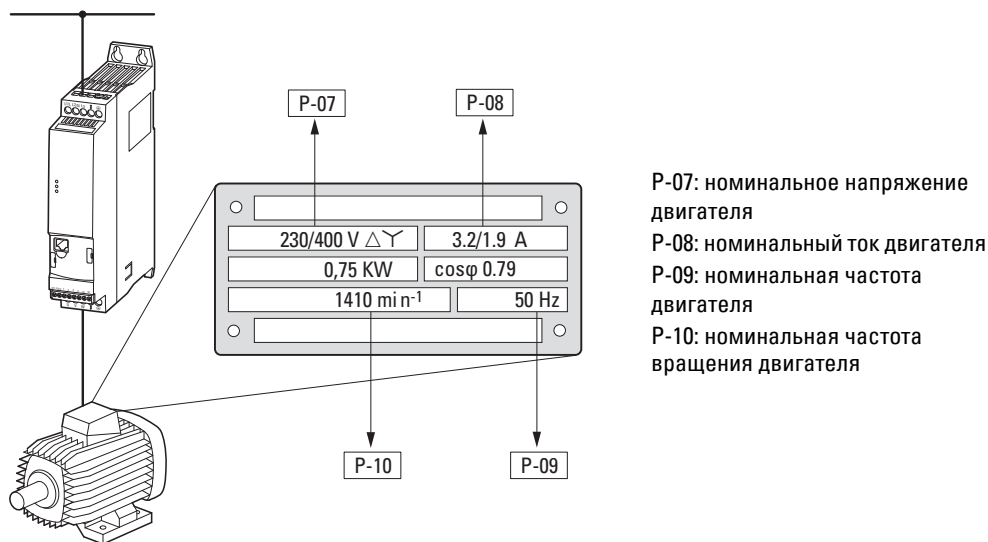 P-07
P-08
230/400 V △Y
3.2/1.9 A
0,75 KW
cosφ 0.79
1410 min⁻¹
50 Hz
P-10
P-09
P-07: номинальное напряжение
двигателя
P-08: номинальный ток двигателя
P-09: номинальная частота
двигателя
P-10: номинальная частота
вращения двигателя